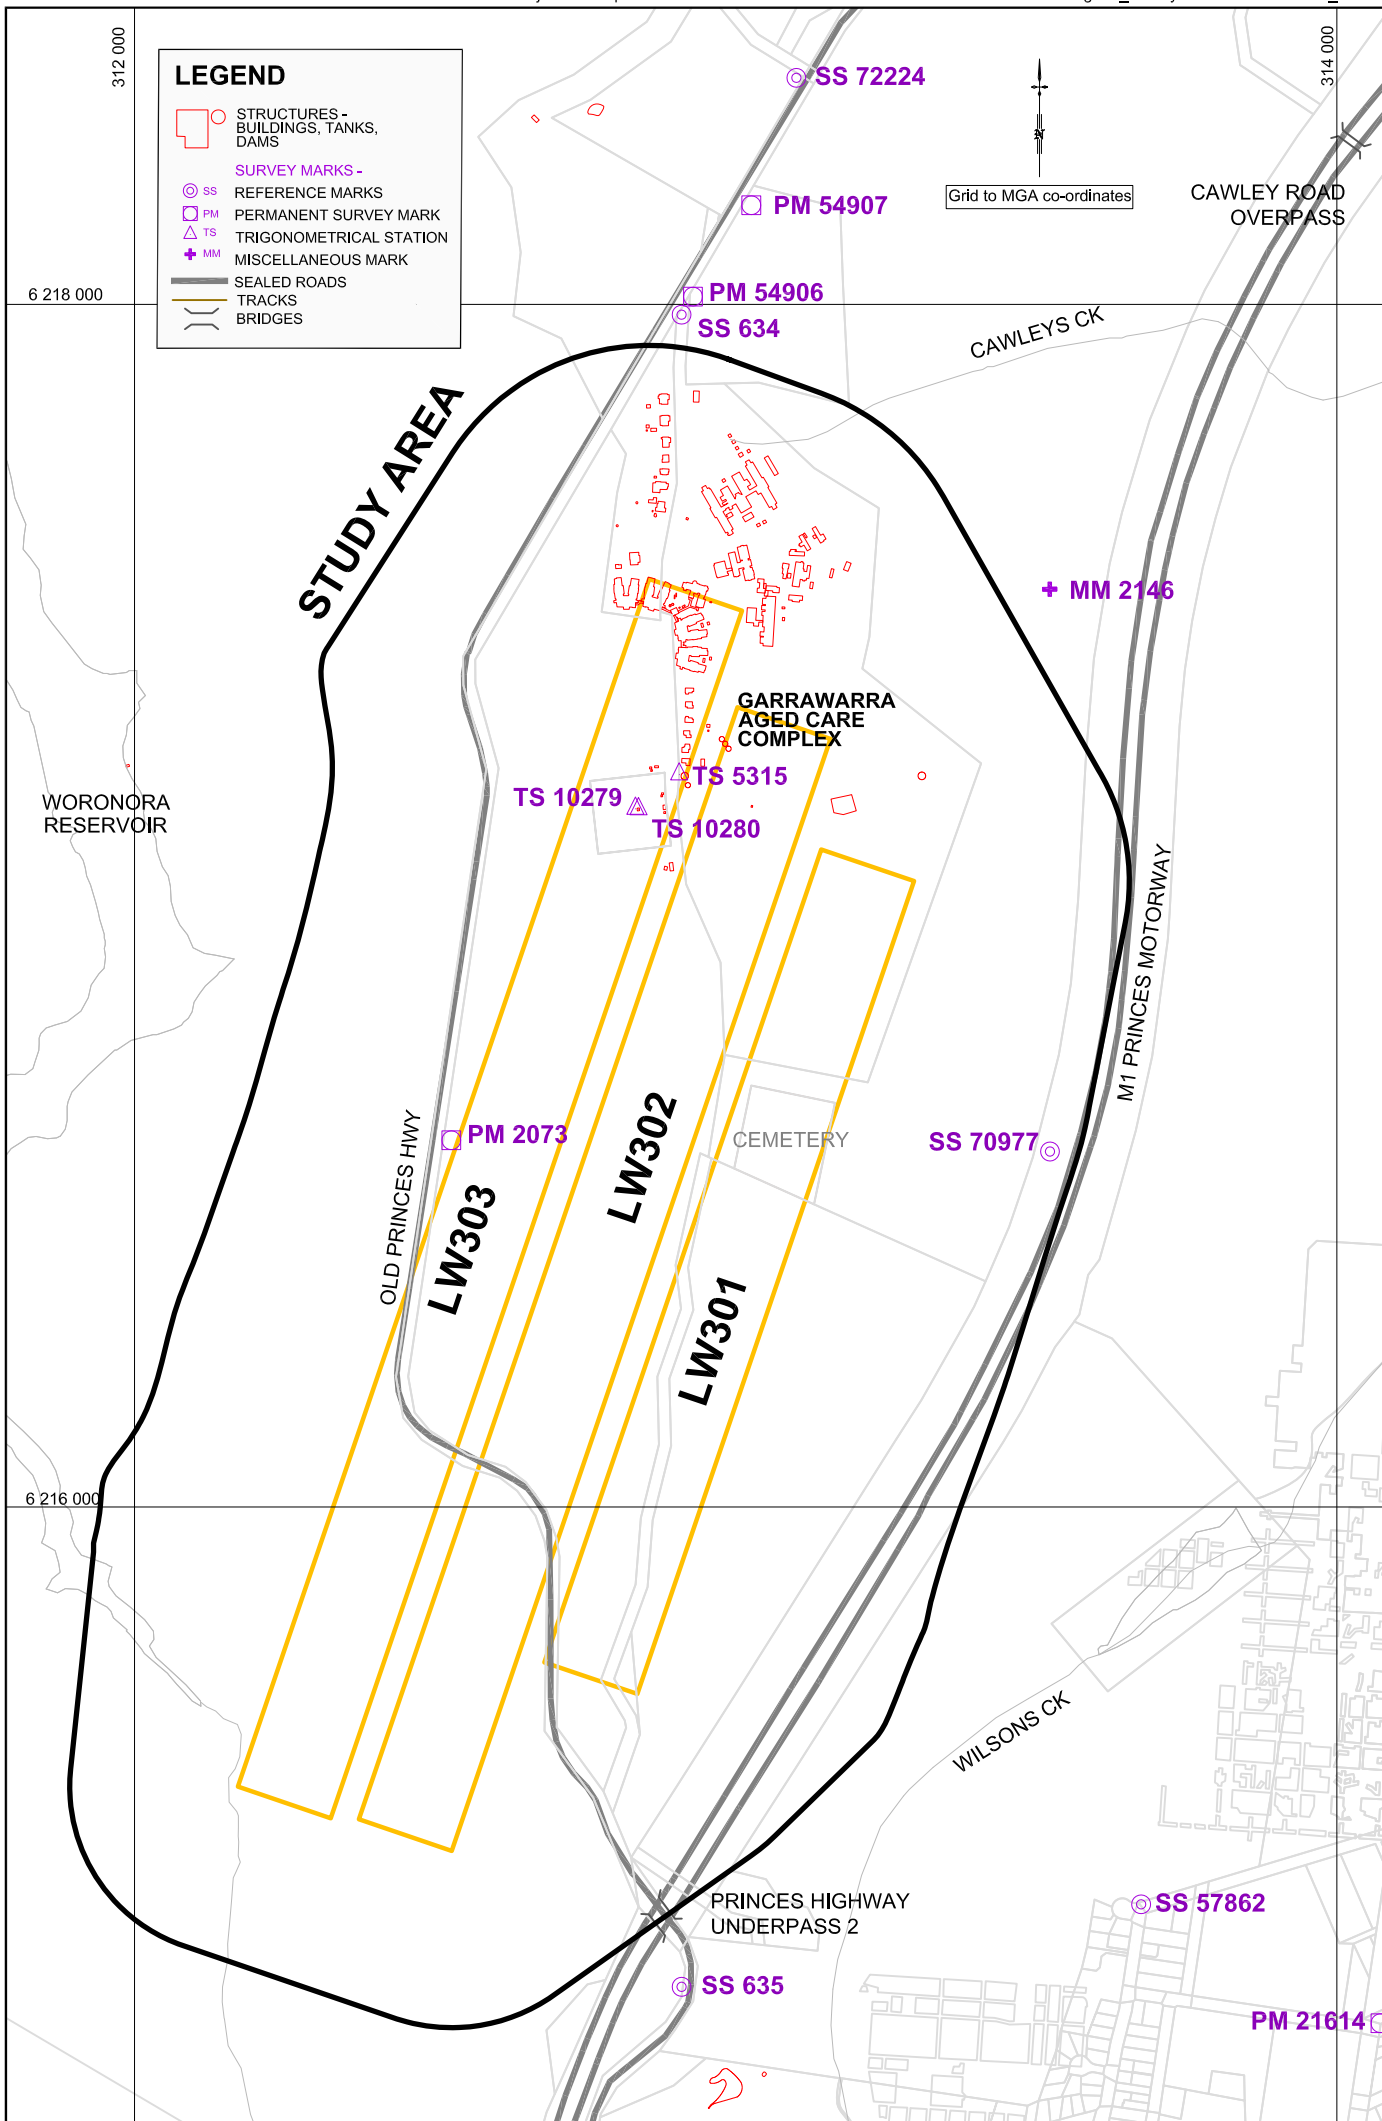 312 000
314 000
LEGEND
STRUCTURES -
BUILDINGS, TANKS,
DAMS
SURVEY MARKS -
SS REFERENCE MARKS
PM PERMANENT SURVEY MARK
TS TRIGONOMETRICAL STATION
MM MISCELLANEOUS MARK
SEALED ROADS
TRACKS
BRIDGES
SS 72224
N
Grid to MGA co-ordinates
CAWLEY ROAD
OVERPASS
PM 54907
6 218 000
PM 54906
SS 634
CAWLEYS CK
STUDY AREA
MM 2146
GARRAWARRA
AGED CARE
COMPLEX
TS 5315
TS 10279
TS 10280
WORONORA
RESERVOIR
M1 PRINCES MOTORWAY
PM 2073
LW302
CEMETERY
SS 70977
OLD PRINCES HWY
LW303
LW301
6 216 000
WILSONS CK
PRINCES HIGHWAY
UNDERPASS 2
SS 57862
SS 635
PM 21614